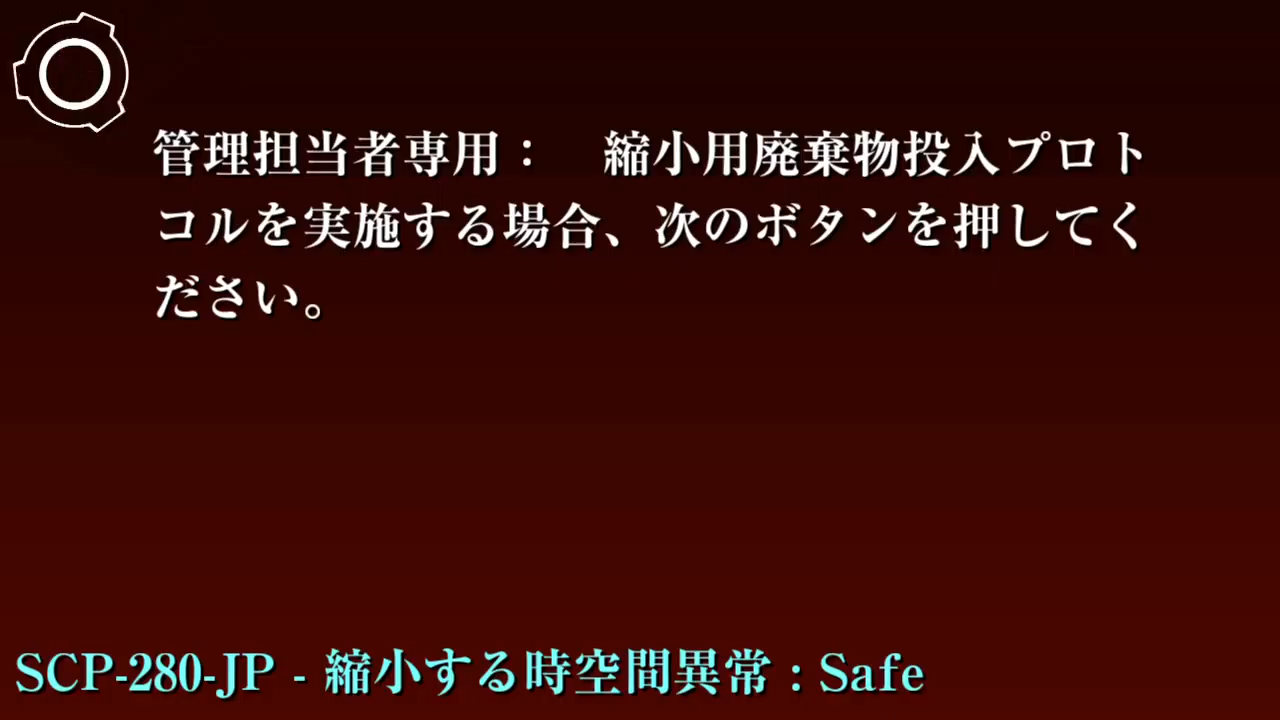 管理担当者専用：　縮小用廃棄物投入プロト
コルを実施する場合、次のボタンを押してく
ださい。
SCP-280-JP - 縮小する時空間異常 : Safe